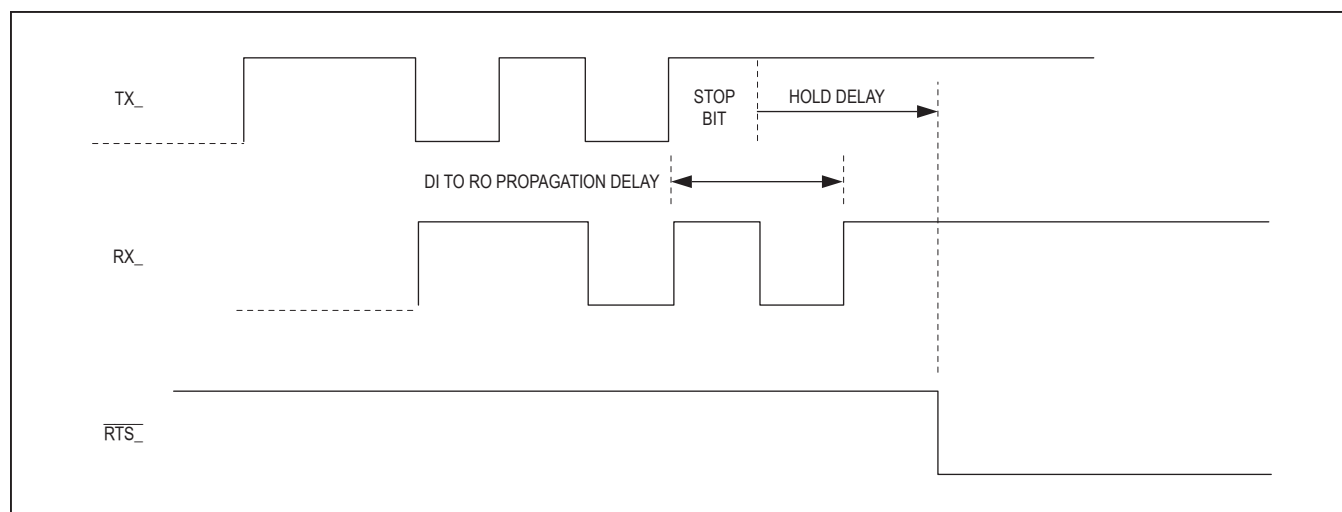 TX_
STOP
BIT
HOLD DELAY
DI TO RO PROPAGATION DELAY
RX_
RTS_